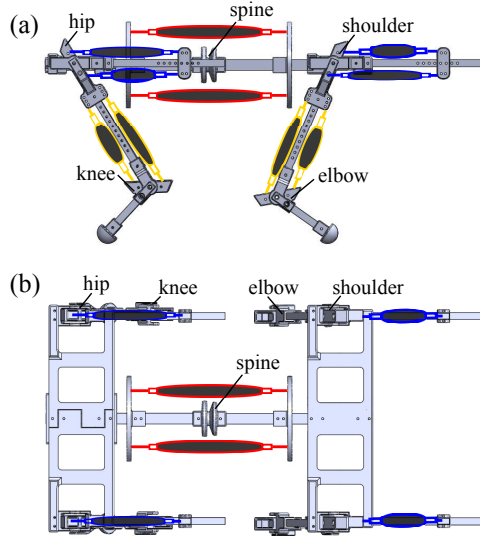 (a)
hip
spine
shoulder
knee
elbow
(b)
hip
knee
elbow
shoulder
spine